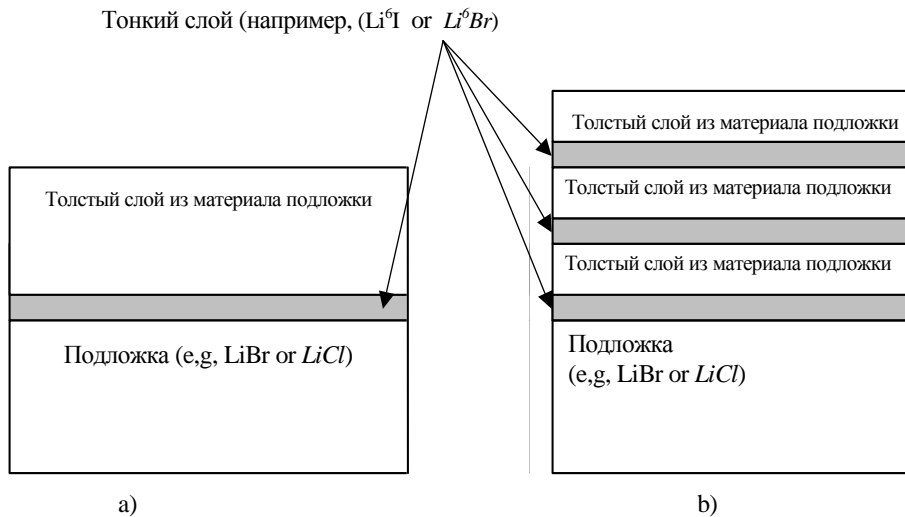 Тонкий слой (например, (Li⁶I or Li⁶Br)
Толстый слой из материала подложки
Толстый слой из материала подложки
Толстый слой из материала подложки
Толстый слой из материала подложки
Подложка (e,g, LiBr or LiCl)
Подложка
(e,g, LiBr or LiCl)
a)
b)